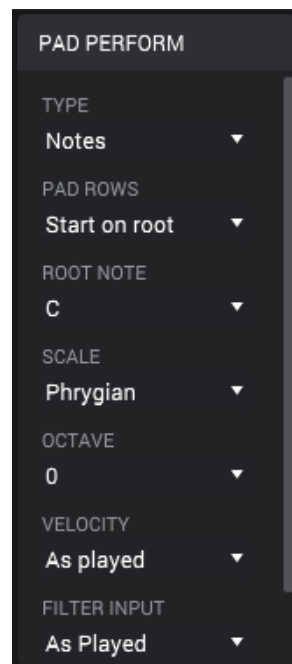 PAD PERFORM
TYPE
Notes
PAD ROWS
Start on root
ROOT NOTE
C
SCALE
Phrygian
OCTAVE
0
VELOCITY
As played
FILTER INPUT
As Played